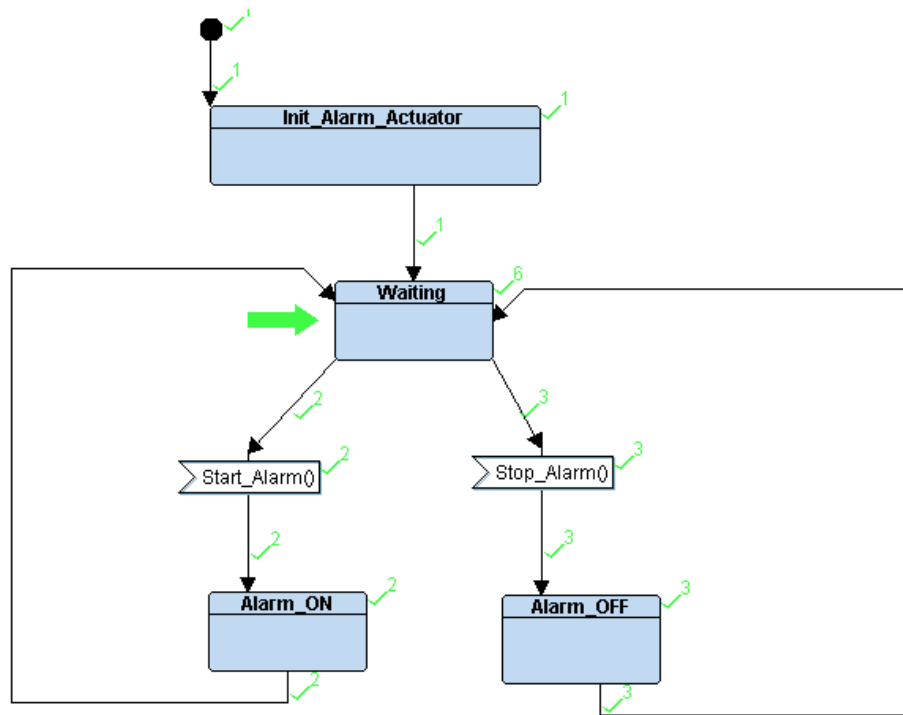 1
1
Init_Alarm_Actuator
1
1
Waiting
6
2
3
Start_Alarm()
2
Stop_Alarm()
3
2
3
Alarm_ON
2
Alarm_OFF
3
2
3